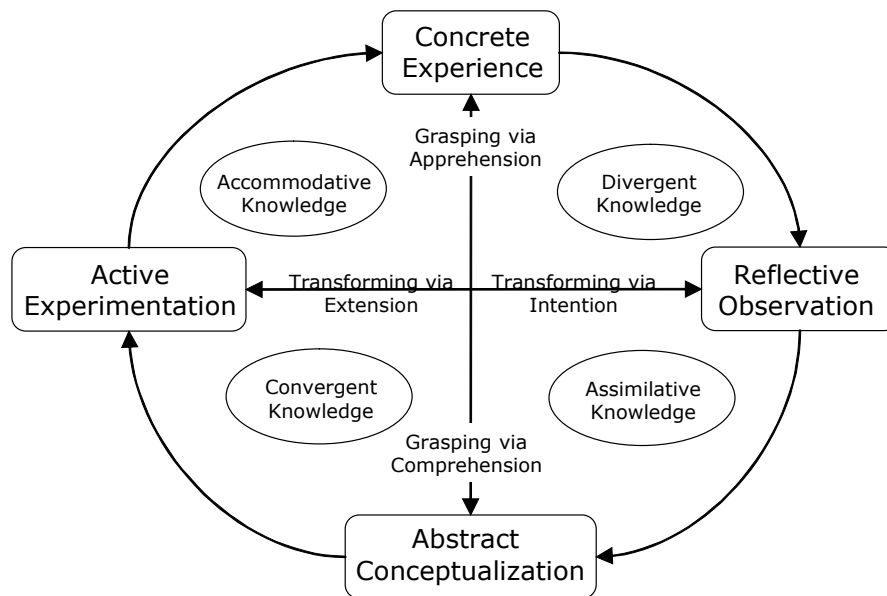 Concrete
Experience
Grasping via
Apprehension
Accommodative
Knowledge
Divergent
Knowledge
Active
Experimentation
Transforming via
Extension
Transforming via
Intention
Reflective
Observation
Convergent
Knowledge
Assimilative
Knowledge
Grasping via
Comprehension
Abstract
Conceptualization